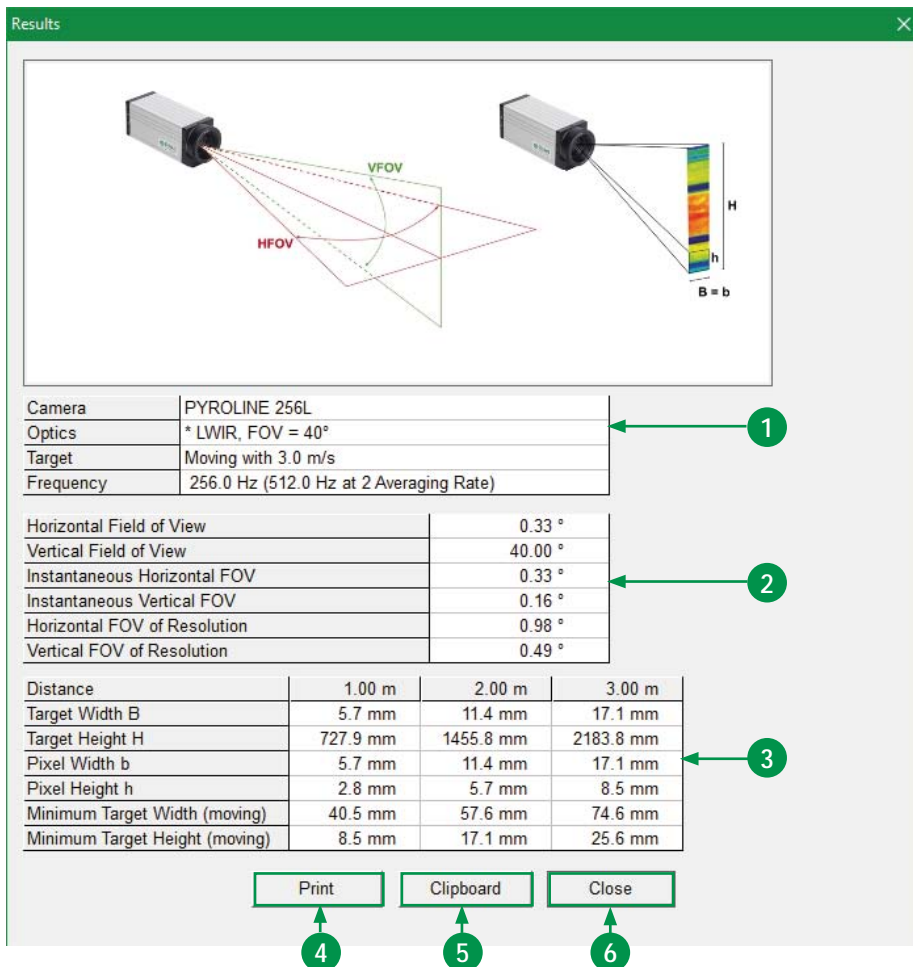 Results
VFOV
HFOV
H
h
B = b
Camera PYROLINE 256L
Optics * LWIR, FOV = 40°
Target Moving with 3.0 m/s
Frequency 256.0 Hz (512.0 Hz at 2 Averaging Rate)
1
Horizontal Field of View 0.33 °
Vertical Field of View 40.00 °
Instantaneous Horizontal FOV 0.33 °
Instantaneous Vertical FOV 0.16 °
Horizontal FOV of Resolution 0.98 °
Vertical FOV of Resolution 0.49 °
2
Distance 1.00 m 2.00 m 3.00 m
Target Width B 5.7 mm 11.4 mm 17.1 mm
Target Height H 727.9 mm 1455.8 mm 2183.8 mm
Pixel Width b 5.7 mm 11.4 mm 17.1 mm
Pixel Height h 2.8 mm 5.7 mm 8.5 mm
Minimum Target Width (moving) 40.5 mm 57.6 mm 74.6 mm
Minimum Target Height (moving) 8.5 mm 17.1 mm 25.6 mm
3
Print Clipboard Close
4 5 6